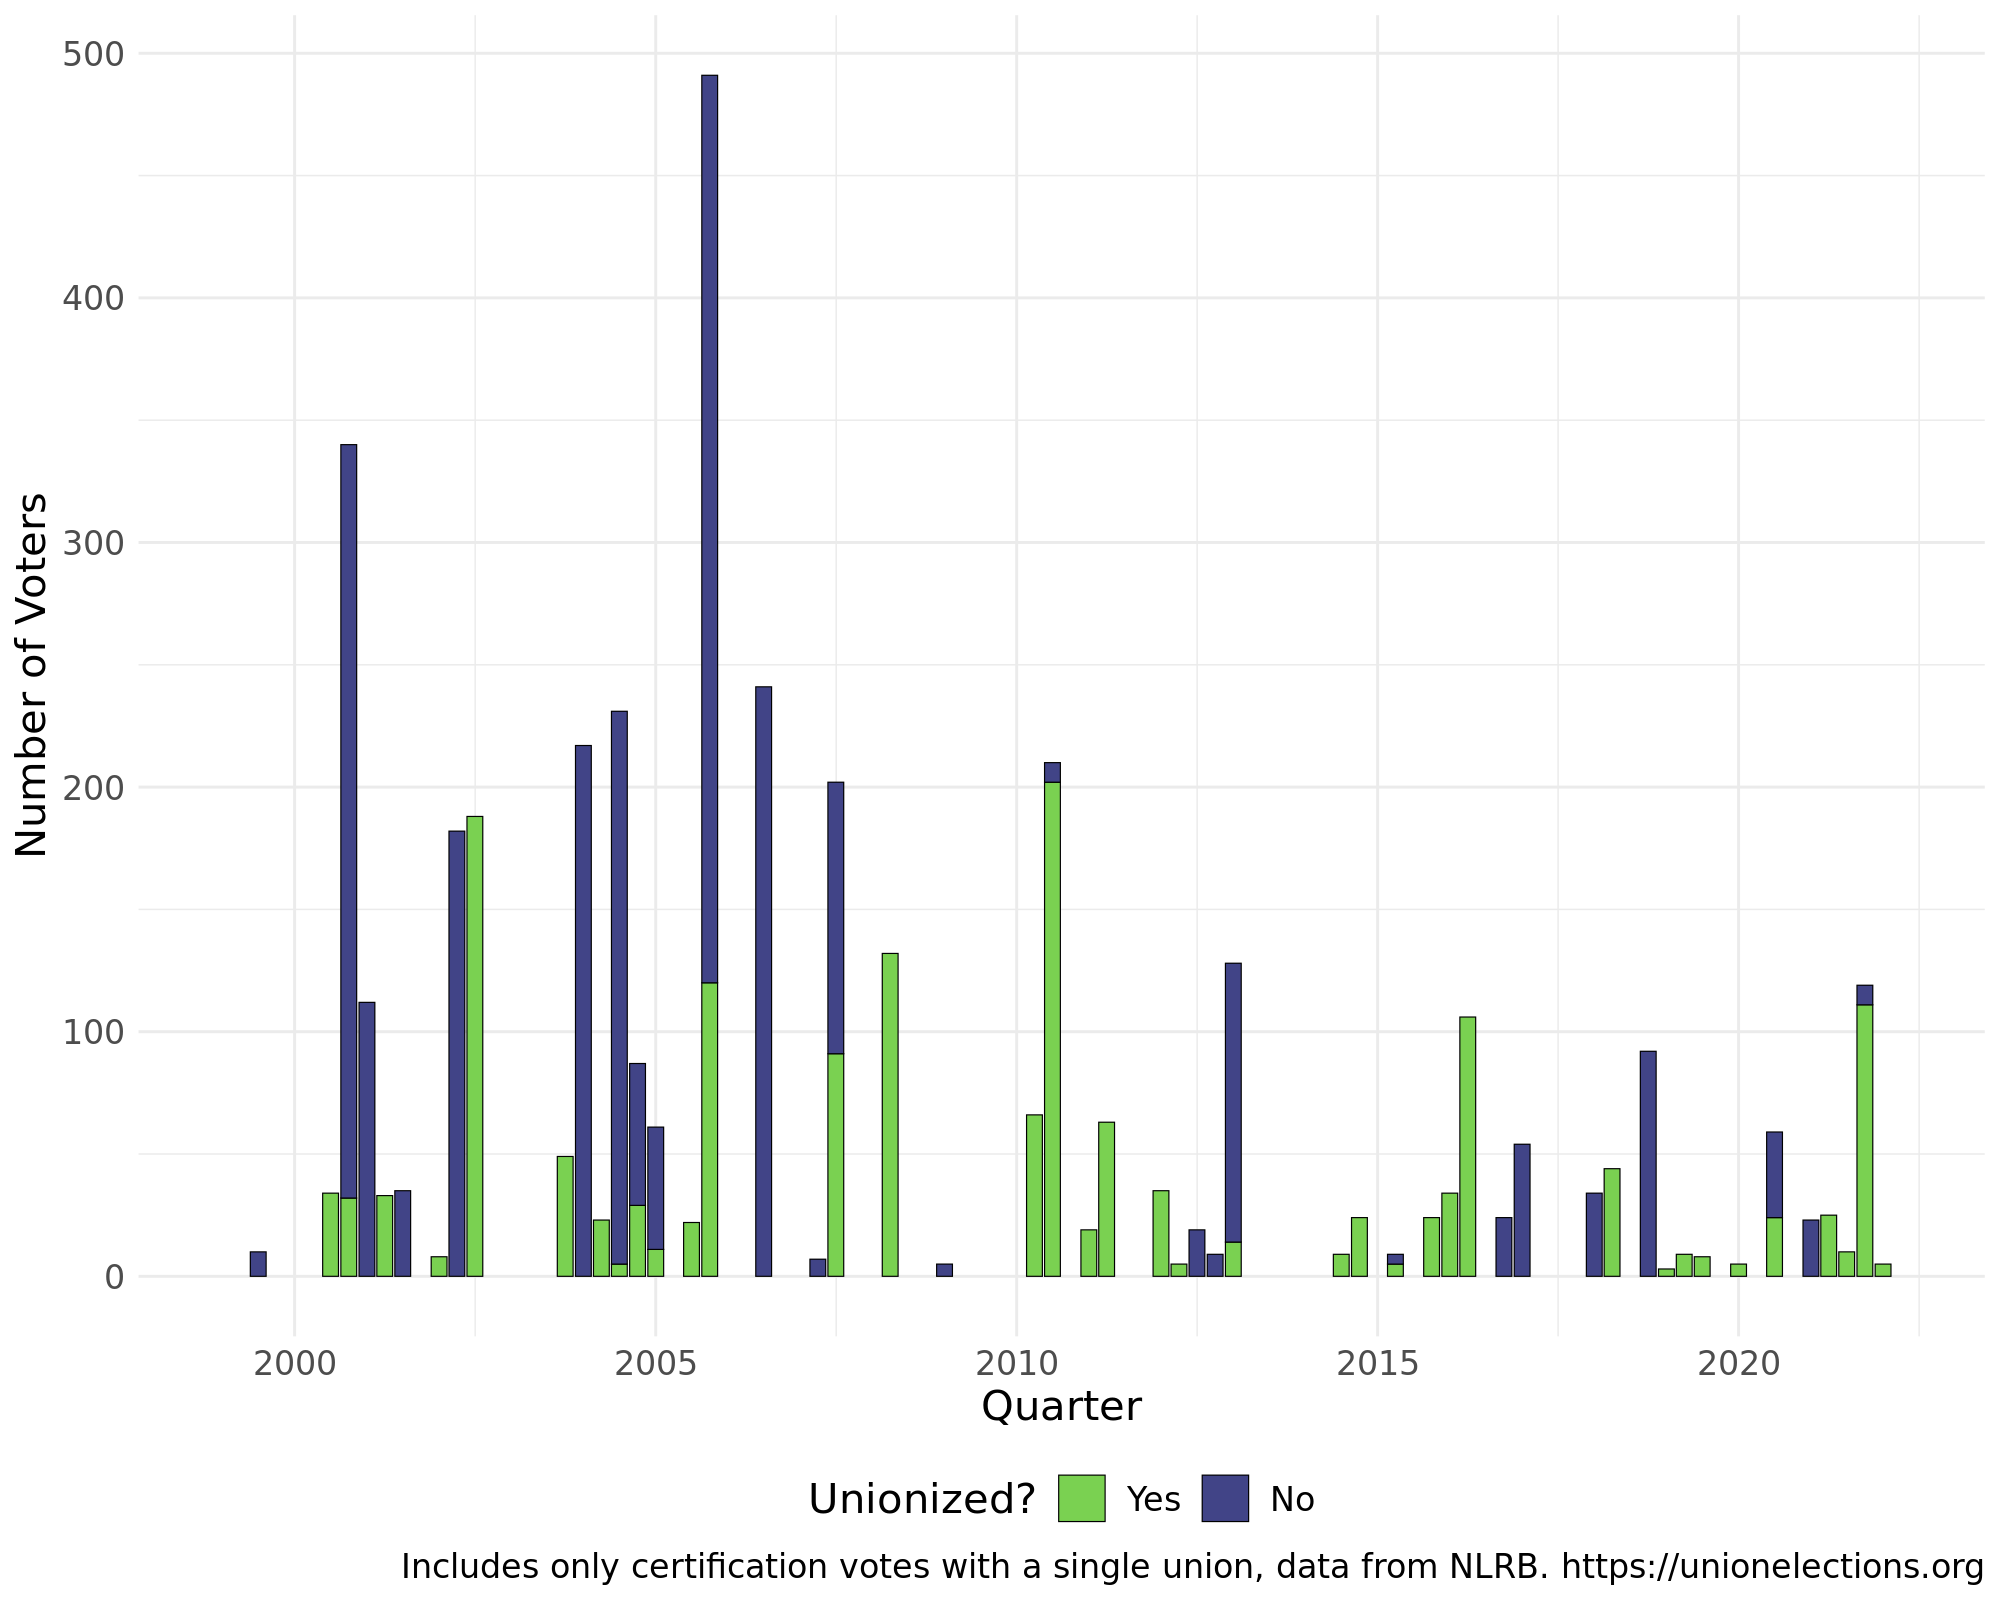 500
400
300
200
100
0
Number of Voters
2000 2005 2010 2015 2020
Quarter
Unionized? Yes No
Includes only certification votes with a single union, data from NLRB. https://unionelections.org